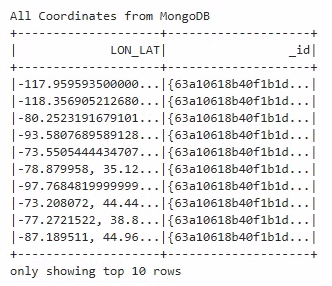 All Coordinates from MongoDB
+--------------------+--------------------+
|             LON_LAT|                 _id|
+--------------------+--------------------+
|-117.959593500000...|{63a10618b40f1b1d...|
|-118.356905212680...|{63a10618b40f1b1d...|
|-80.2523191679101...|{63a10618b40f1b1d...|
|-93.5807689589128...|{63a10618b40f1b1d...|
|-73.5505444434707...|{63a10618b40f1b1d...|
|-78.879958, 35.12...|{63a10618b40f1b1d...|
|-97.7684819999999...|{63a10618b40f1b1d...|
|-73.208072, 44.44...|{63a10618b40f1b1d...|
|-77.2721522, 38.8...|{63a10618b40f1b1d...|
|-87.189511, 44.96...|{63a10618b40f1b1d...|
+--------------------+--------------------+
only showing top 10 rows